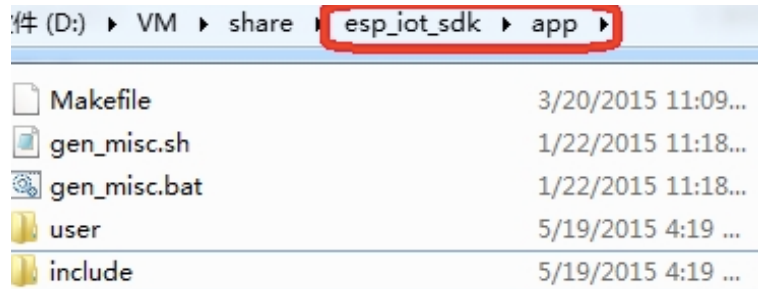 件 (D:) ▸ VM ▸ share ▸ esp_iot_sdk ▸ app ▸
Makefile 3/20/2015 11:09...
gen_misc.sh 1/22/2015 11:18...
gen_misc.bat 1/22/2015 11:18...
user 5/19/2015 4:19 ...
include 5/19/2015 4:19 ...